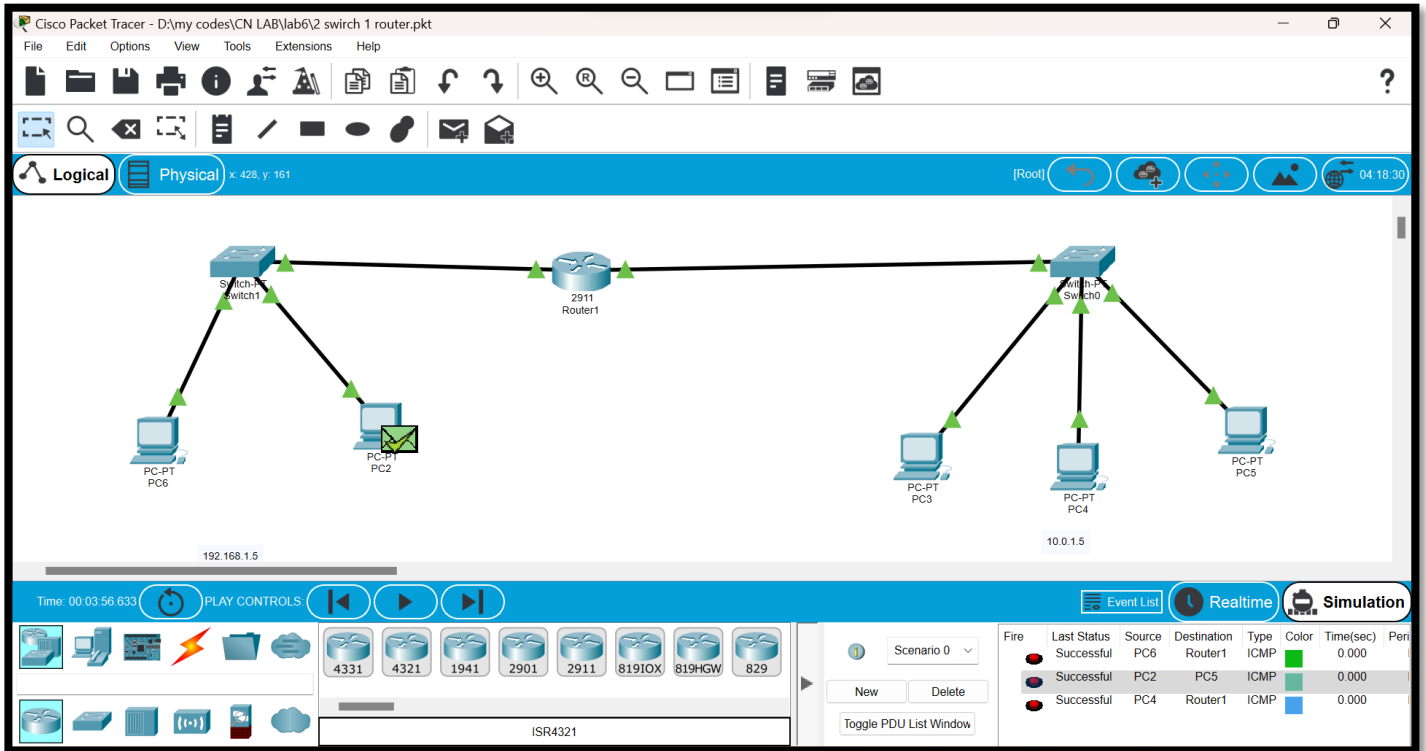 Cisco Packet Tracer - D:\my codes\CN LAB\lab6\2 swirch 1 router.pkt
File Edit Options View Tools Extensions Help
Logical Physical x: 428, y: 161 [Root] 04:18:30
Switch-PT
Switch1
2911
Router1
Switch-PT
Switch0
PC-PT
PC6
PC-PT
PC2
PC-PT
PC3
PC-PT
PC4
PC-PT
PC5
192.168.1.5
10.0.1.5
Time: 00:03:56.633 PLAY CONTROLS: Event List Realtime Simulation
4331 4321 1941 2901 2911 819IOX 819HGW 829
ISR4321
Scenario 0
New Delete
Toggle PDU List Window
Fire Last Status Source Destination Type Color Time(sec) Peri
Successful PC6 Router1 ICMP 0.000
Successful PC2 PC5 ICMP 0.000
Successful PC4 Router1 ICMP 0.000